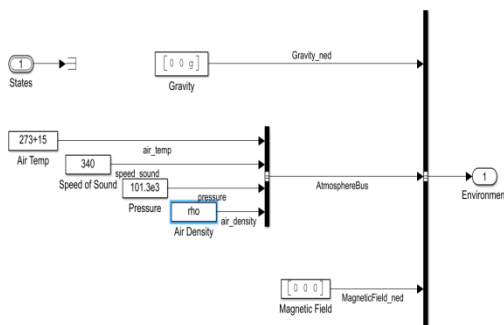 [ 0 0 g ]
Gravity_ned
Gravity
1
States
273+15
air_temp
Air Temp
340
speed_sound
Speed of Sound
101.3e3
pressure
Pressure
rho
air_density
Air Density
AtmosphereBus
1
Environmen
[ 0 0 0 ]
MagneticField_ned
Magnetic Field